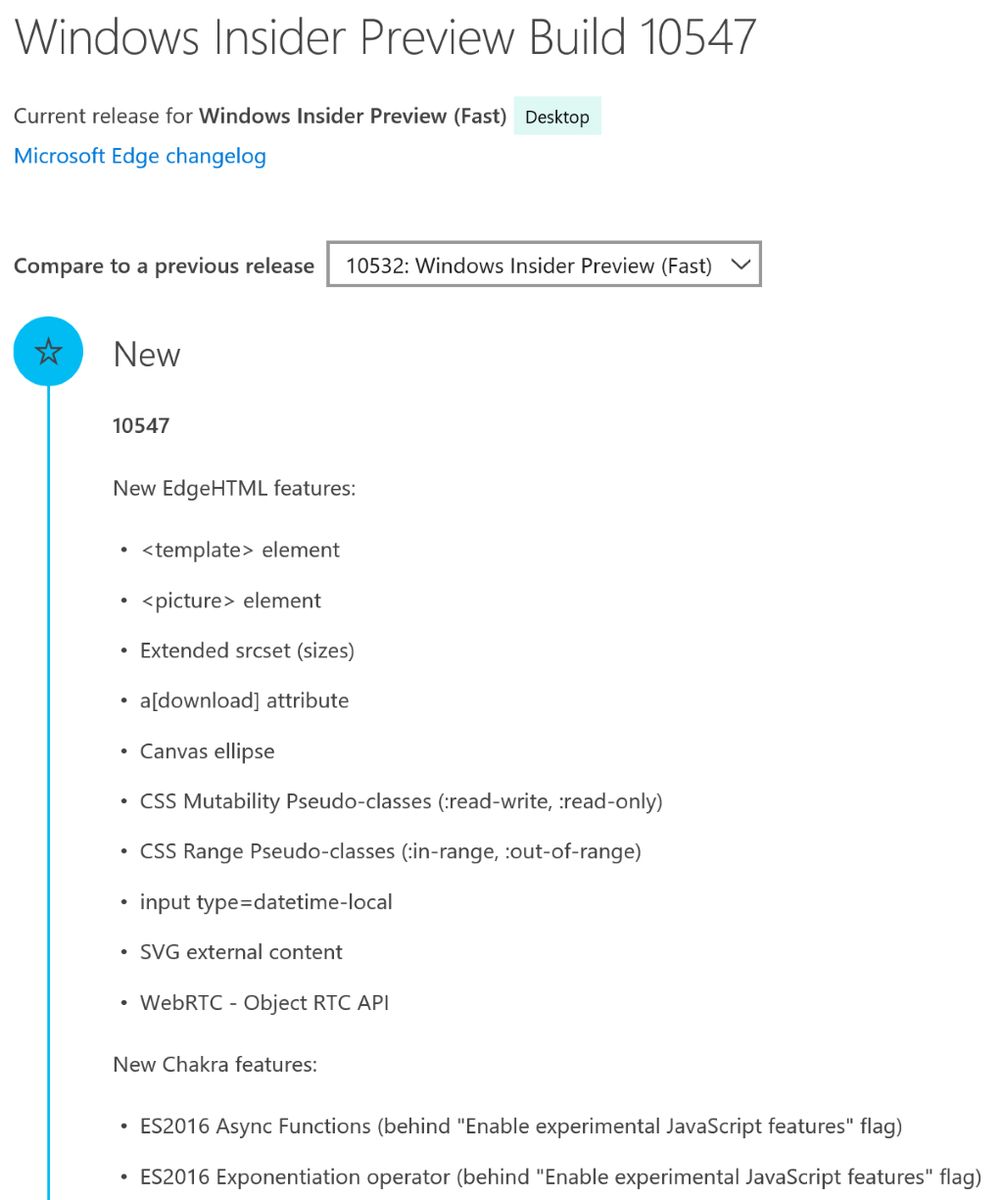 Windows Insider Preview Build 10547
Current release for Windows Insider Preview (Fast) Desktop
Microsoft Edge changelog
Compare to a previous release 10532: Windows Insider Preview (Fast)
New
10547
New EdgeHTML features:
• <template> element
• <picture> element
• Extended srcset (sizes)
• a[download] attribute
• Canvas ellipse
• CSS Mutability Pseudo-classes (:read-write, :read-only)
• CSS Range Pseudo-classes (:in-range, :out-of-range)
• input type=datetime-local
• SVG external content
• WebRTC - Object RTC API
New Chakra features:
• ES2016 Async Functions (behind "Enable experimental JavaScript features" flag)
• ES2016 Exponentiation operator (behind "Enable experimental JavaScript features" flag)